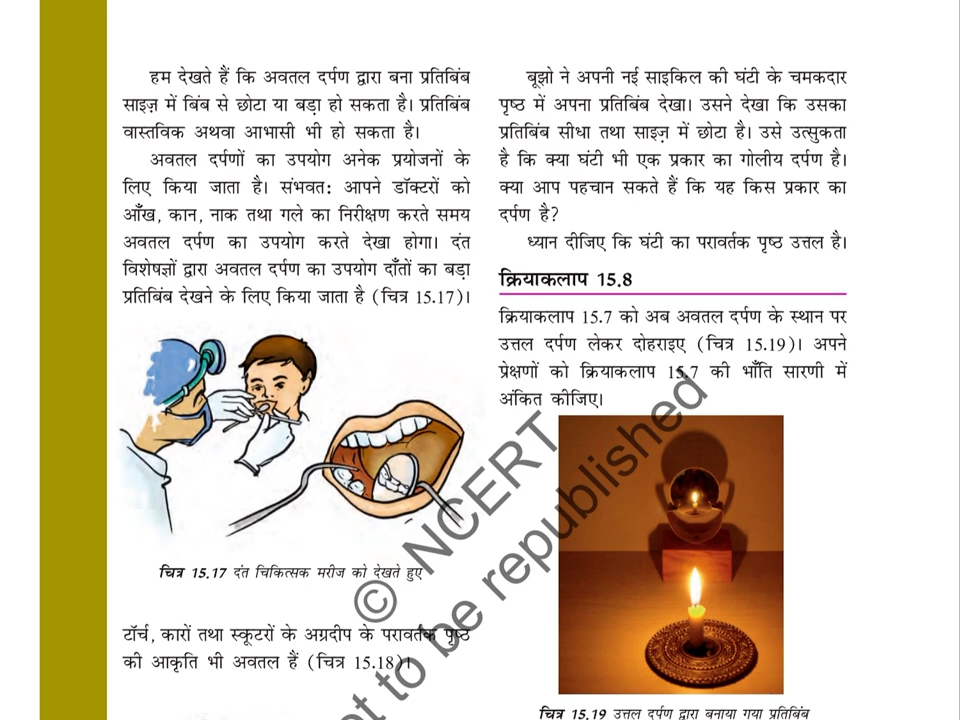 हम देखते हैं कि अवतल दर्पण द्वारा बना प्रतिबिंब
साइज़ में बिंब से छोटा या बड़ा हो सकता है। प्रतिबिंब
वास्तविक अथवा आभासी भी हो सकता है।
अवतल दर्पणों का उपयोग अनेक प्रयोजनों के
लिए किया जाता है। संभवत: आपने डॉक्टरों को
आँख, कान, नाक तथा गले का निरीक्षण करते समय
अवतल दर्पण का उपयोग करते देखा होगा। दंत
विशेषज्ञों द्वारा अवतल दर्पण का उपयोग दाँतों का बड़ा
प्रतिबिंब देखने के लिए किया जाता है (चित्र 15.17)।
चित्र 15.17 दंत चिकित्सक मरीज को देखते हुए
टॉर्च, कारों तथा स्कूटरों के अग्रदीप के परावर्तक पृष्ठ
की आकृति भी अवतल हैं (चित्र 15.18)।
बूझो ने अपनी नई साइकिल की घंटी के चमकदार
पृष्ठ में अपना प्रतिबिंब देखा। उसने देखा कि उसका
प्रतिबिंब सीधा तथा साइज़ में छोटा है। उसे उत्सुकता
है कि क्या घंटी भी एक प्रकार का गोलीय दर्पण है।
क्या आप पहचान सकते हैं कि यह किस प्रकार का
दर्पण है?
ध्यान दीजिए कि घंटी का परावर्तक पृष्ठ उत्तल है।
क्रियाकलाप 15.8
क्रियाकलाप 15.7 को अब अवतल दर्पण के स्थान पर
उत्तल दर्पण लेकर दोहराइए (चित्र 15.19)। अपने
प्रेक्षणों को क्रियाकलाप 15.7 की भाँति सारणी में
अंकित कीजिए।
चित्र 15.19 उत्तल दर्पण द्वारा बनाया गया प्रतिबिंब
© NCERT
to be republished